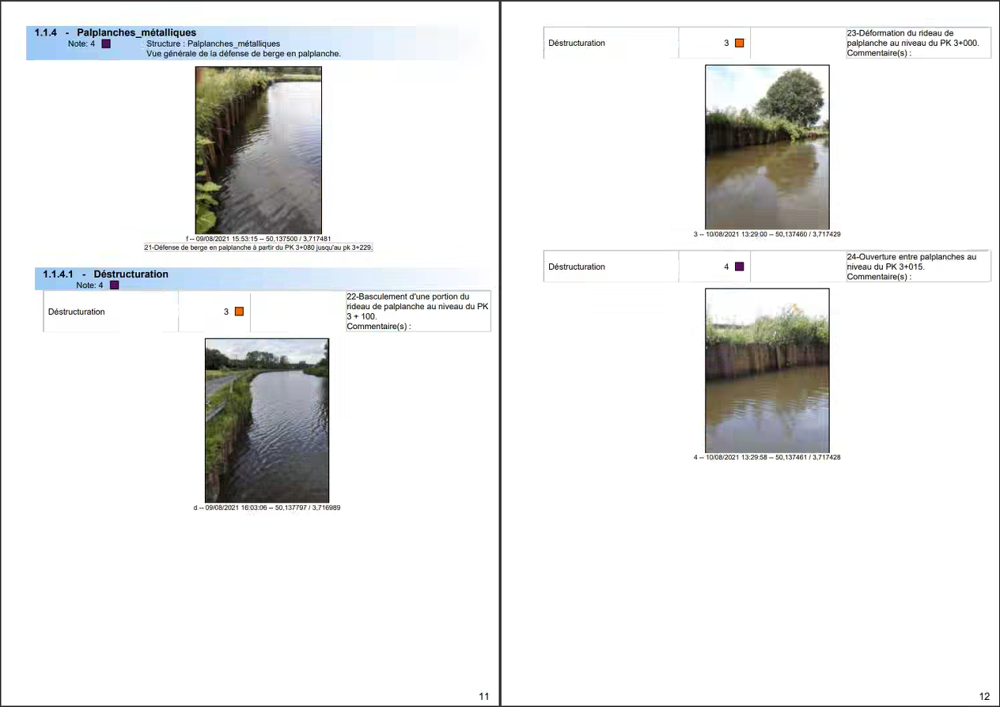 1.1.4 - Palplanches_métalliques
Note: 4 Structure : Palplanches_métalliques
Vue générale de la défense de berge en palplanche.
f -- 09/08/2021 15:53:15 -- 50,137500 / 3,717481
21-Défense de berge en palplanche à partir du PK 3+080 jusqu'au pk 3+229.
1.1.4.1 - Déstructuration
Note: 4
22-Basculement d'une portion du
rideau de palplanche au niveau du PK
Déstructuration 3
3 + 100.
Commentaire(s) :
d -- 09/08/2021 16:03:06 -- 50,137797 / 3,716989
11
23-Déformation du rideau de
Déstructuration 3 palplanche au niveau du PK 3+000.
Commentaire(s) :
3 -- 10/08/2021 13:29:00 -- 50,137460 / 3,717429
24-Ouverture entre palplanches au
Déstructuration 4 niveau du PK 3+015.
Commentaire(s) :
4 -- 10/08/2021 13:29:58 -- 50,137461 / 3,717428
12